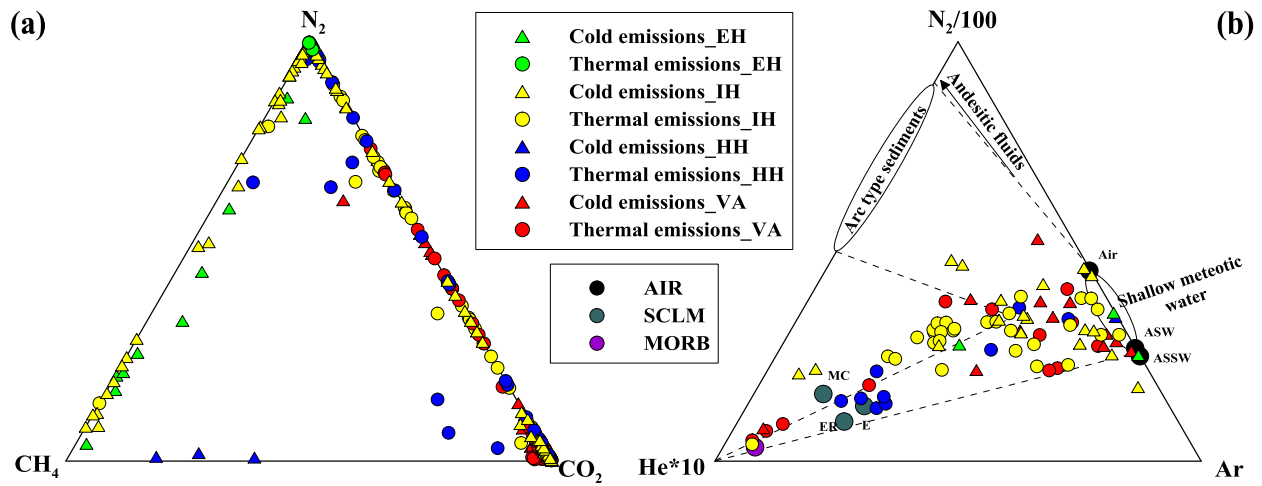 (a)
N2
CH4
CO2
Cold emissions_EH
Thermal emissions_EH
Cold emissions_IH
Thermal emissions_IH
Cold emissions_HH
Thermal emissions_HH
Cold emissions_VA
Thermal emissions_VA
AIR
SCLM
MORB
(b)
N2/100
Andesitic fluids
Arc type sediments
Air
Shallow meteotic
water
ASW
ASSW
MC
ER
E
He*10
Ar